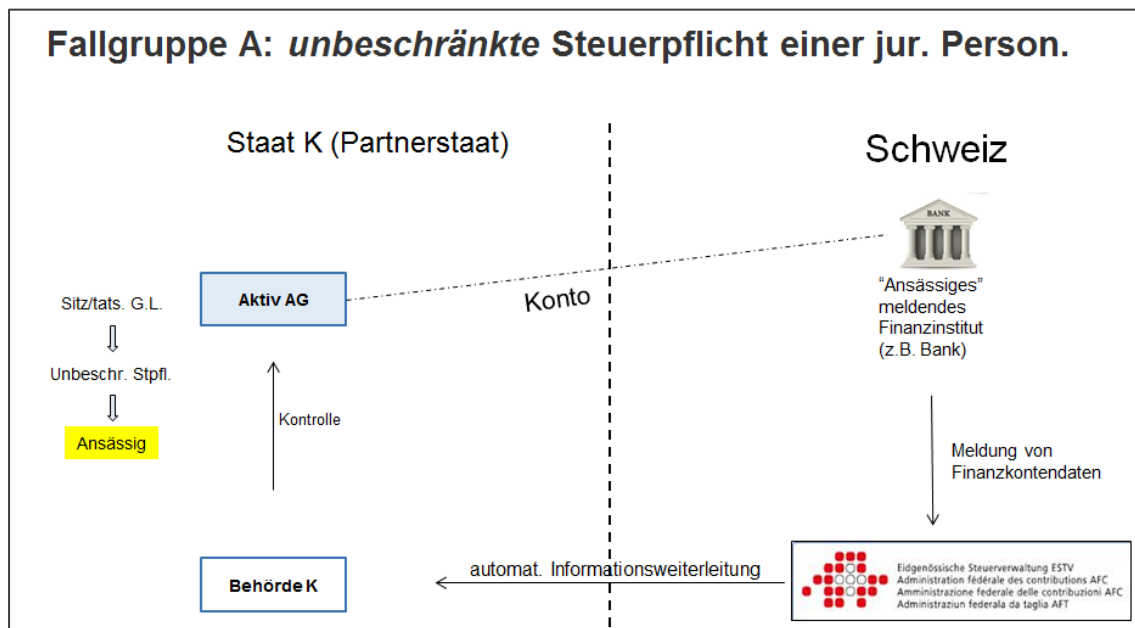 Fallgruppe A: unbeschränkte Steuerpflicht einer jur. Person.
Staat K (Partnerstaat)
Schweiz
BANK
"Ansässiges"
meldendes
Finanzinstitut
(z.B. Bank)
Sitz/tats. G.L.
Aktiv AG
Konto
Unbeschr. Stpfl.
Kontrolle
Ansässig
Meldung von
Finanzkontendaten
Behörde K
automat. Informationsweiterleitung
Eidgenössische Steuerverwaltung ESTV
Administration fédérale des contributions AFC
Amministrazione federale delle contribuzioni AFC
Administraziun federala da taglia AFT